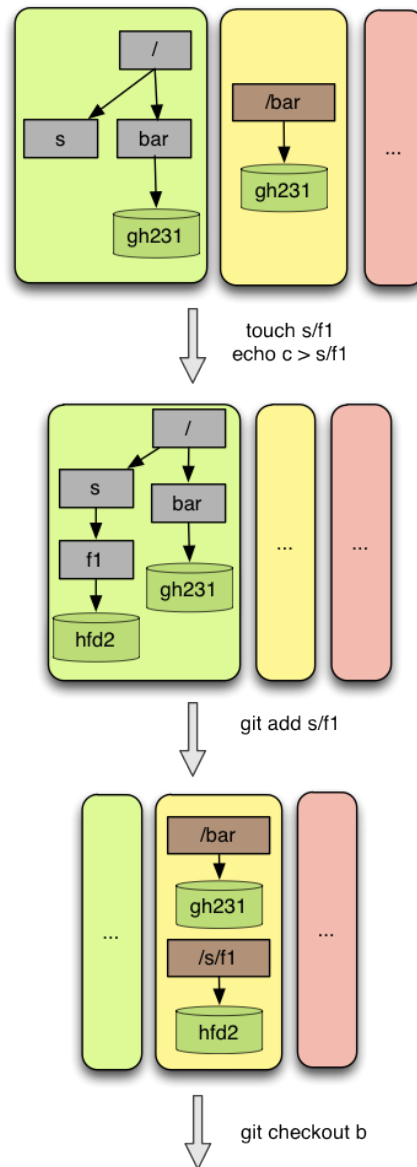 /
s
bar
gh231
/bar
gh231
...
touch s/f1
echo c > s/f1
/
s
bar
f1
gh231
hfd2
...
...
git add s/f1
...
/bar
gh231
/s/f1
hfd2
...
git checkout b